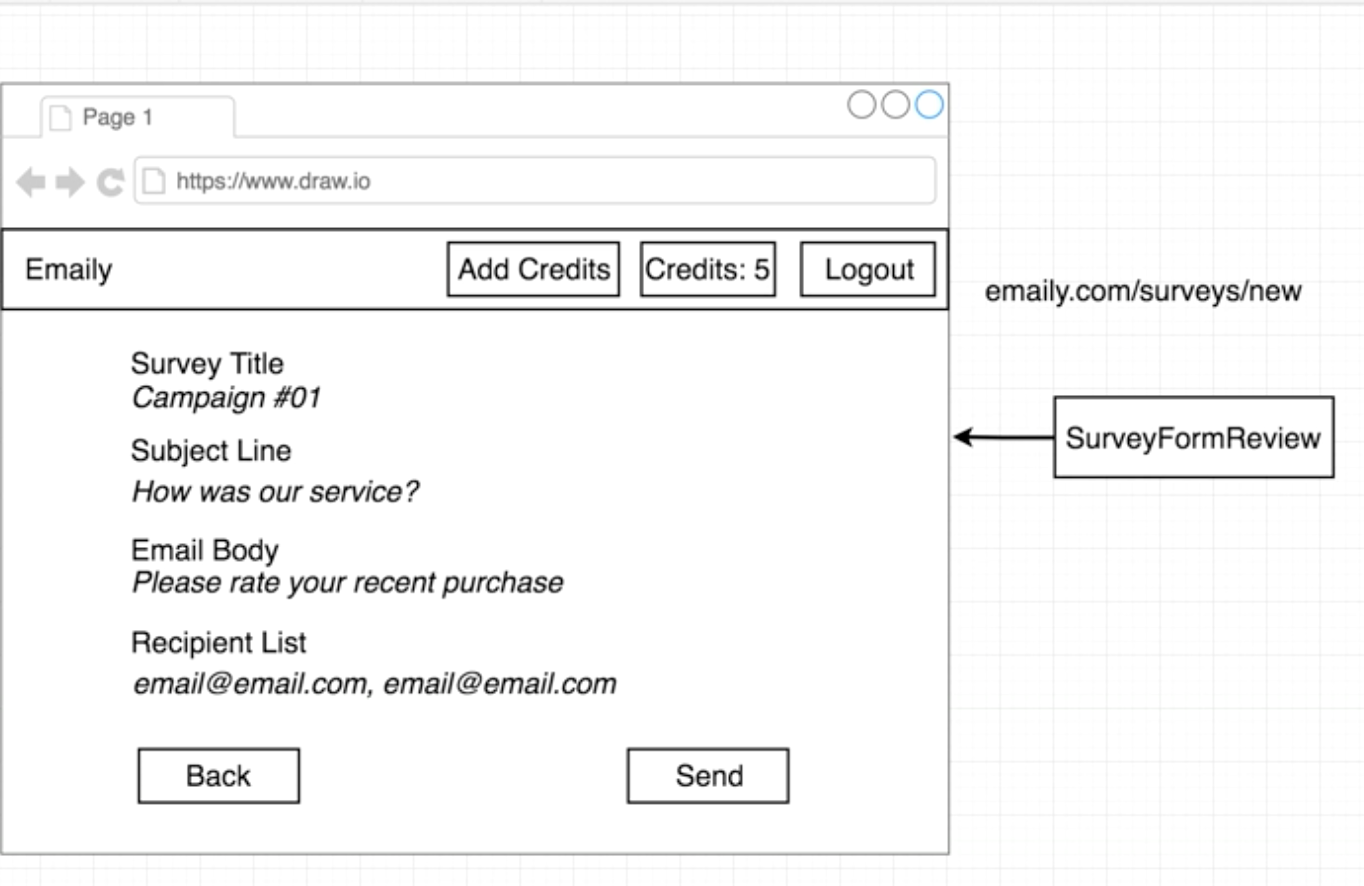 Page 1
https://www.draw.io
Emaily
Add Credits
Credits: 5
Logout
emaily.com/surveys/new
Survey Title
Campaign #01
SurveyFormReview
Subject Line
How was our service?
Email Body
Please rate your recent purchase
Recipient List
email@email.com, email@email.com
Back
Send